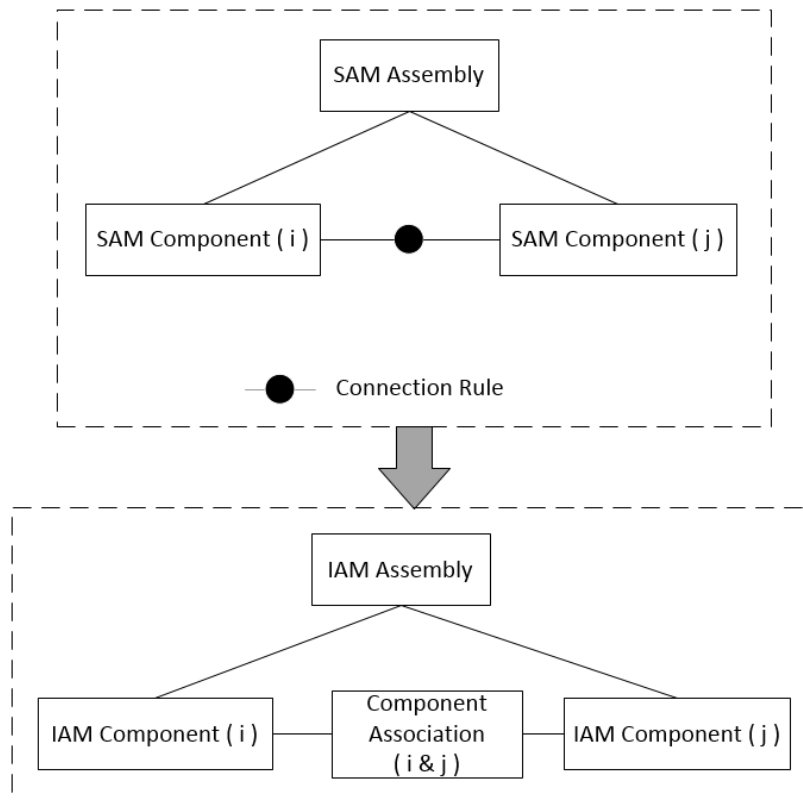 SAM Assembly
SAM Component ( i )
SAM Component ( j )
Connection Rule
IAM Assembly
IAM Component ( i )
Component
Association
( i & j )
IAM Component ( j )